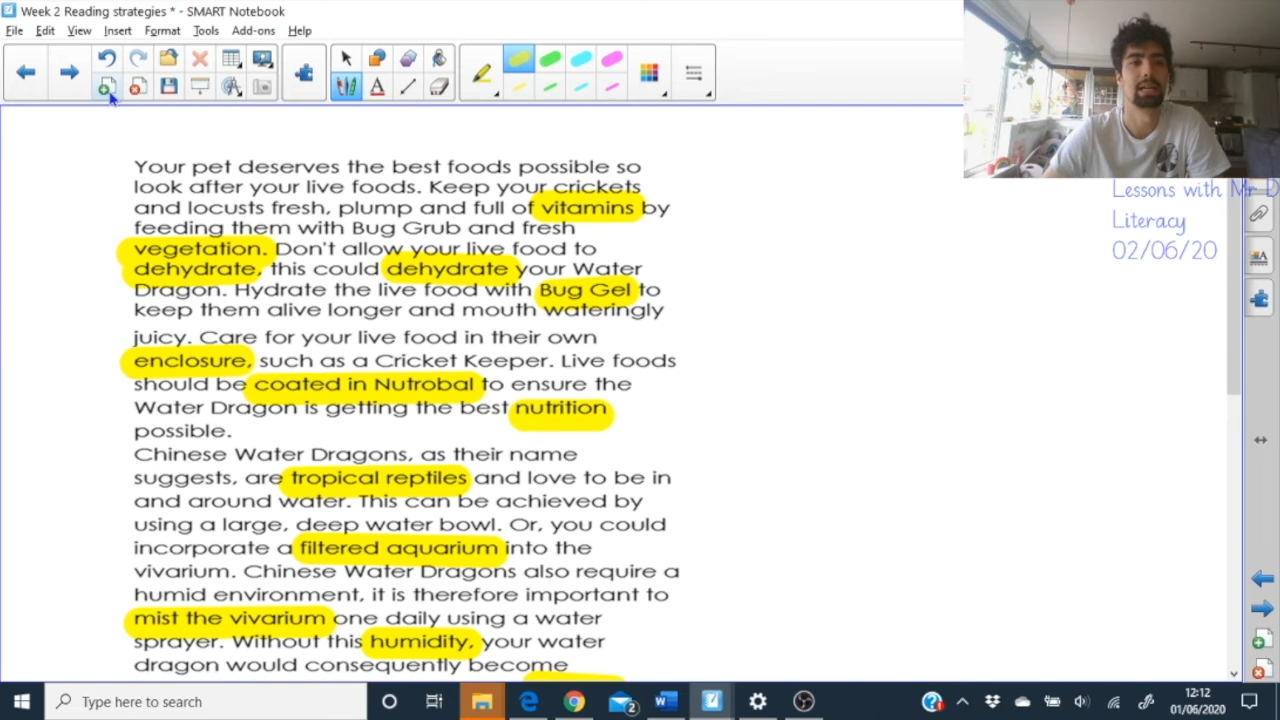 Week 2 Reading strategies * - SMART Notebook
File Edit View Insert Format Tools Add-ons Help
Your pet deserves the best foods possible so
look after your live foods. Keep your crickets
and locusts fresh, plump and full of vitamins by
feeding them with Bug Grub and fresh
vegetation. Don't allow your live food to
dehydrate, this could dehydrate your Water
Dragon. Hydrate the live food with Bug Gel to
keep them alive longer and mouth wateringly
juicy. Care for your live food in their own
enclosure, such as a Cricket Keeper. Live foods
should be coated in Nutrobal to ensure the
Water Dragon is getting the best nutrition
possible.
Chinese Water Dragons, as their name
suggests, are tropical reptiles and love to be in
and around water. This can be achieved by
using a large, deep water bowl. Or, you could
incorporate a filtered aquarium into the
vivarium. Chinese Water Dragons also require a
humid environment, it is therefore important to
mist the vivarium one daily using a water
sprayer. Without this humidity, your water
dragon would consequently become
Lessons with Mr D
Literacy
02/06/20
Type here to search
2
12:12
01/06/2020